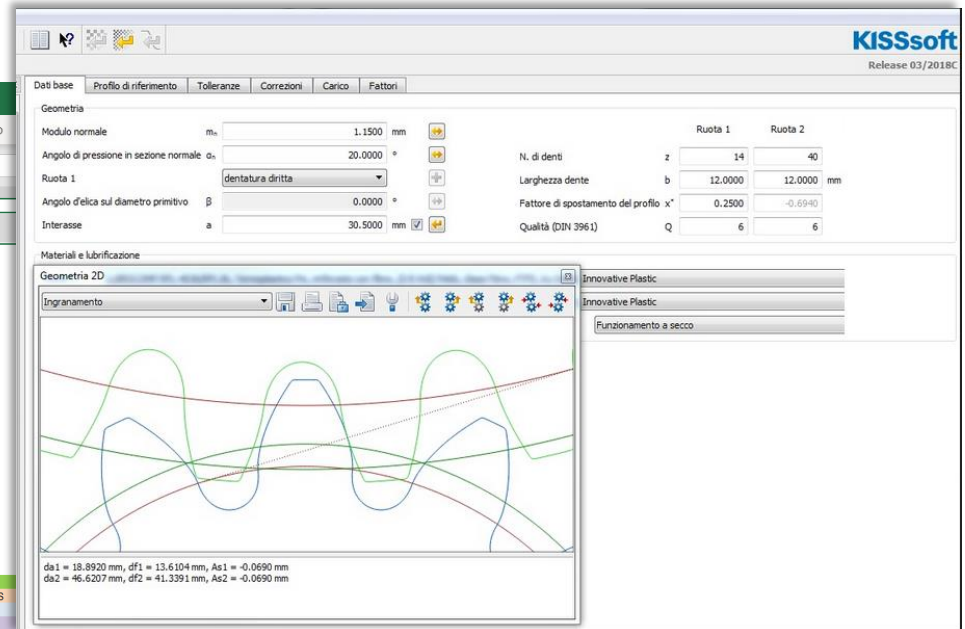 KISSsoft
Release 03/2018C
Dati base Profilo di riferimento Tolleranze Correzioni Carico Fattori
Geometria
Modulo normale mₙ 1.1500 mm
Angolo di pressione in sezione normale αₙ 20.0000 °
Ruota 1 dentatura diritta
Angolo d'elica sul diametro primitivo β 0.0000 °
Interasse a 30.5000 mm
Ruota 1 Ruota 2
N. di denti z 14 40
Larghezza dente b 12.0000 12.0000 mm
Fattore di spostamento del profilo x* 0.2500 -0.6940
Qualità (DIN 3961) Q 6 6
Materiali e lubrificazione
Innovative Plastic
Innovative Plastic
Funzionamento a secco
Geometria 2D
Ingranamento
da1 = 18.8920 mm, df1 = 13.6104 mm, As1 = -0.0690 mm
da2 = 46.6207 mm, df2 = 41.3391 mm, As2 = -0.0690 mm